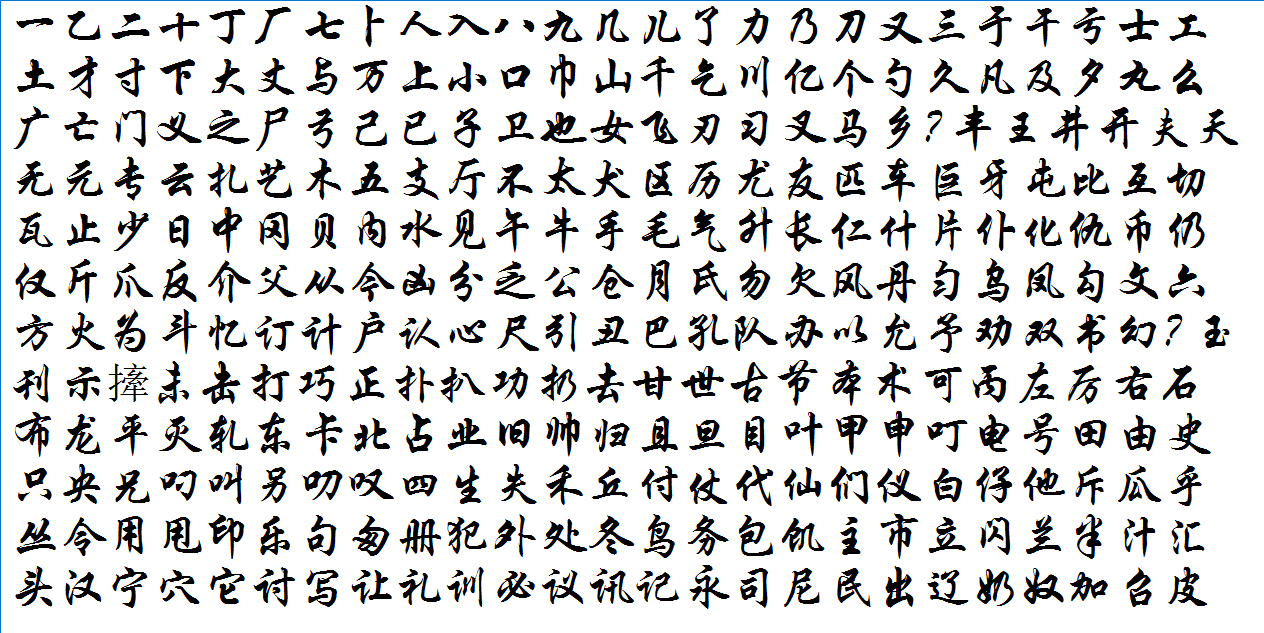 一乙二十丁厂七卜人入八九几儿了力乃刀又三于干亏士工
土才寸下大丈与万上小口巾山千乞川亿个勺久凡及夕丸么
广亡门义之尸弓己已子卫也女飞刃习叉马乡?丰王井开夫天
无元专云扎艺木五支厅不太犬区历尤友匹车巨牙屯比互切
瓦止少日中冈贝内水见午牛手毛气升长仁什片仆化仇币仍
仅斤爪反介父从今凶分乏公仓月氏勿欠风丹匀乌凤勾文六
方火为斗忆订计户认心尺引丑巴孔队办以允予劝双书幻?玉
刊示未击打巧正扑扒功扔去甘世古节本术可丙左厉右石
布龙平灭轧东卡北占业旧帅归且旦目叶甲申叮电号田由史
只央兄叼叫另叨叹四生失禾丘付仗代仙们仪白仔他斥瓜乎
丛令用甩印乐句匆册犯外处冬鸟务包饥主市立闪兰半汁汇
头汉宁穴它讨写让礼训必议讯记永司尼民出辽奶奴加召皮